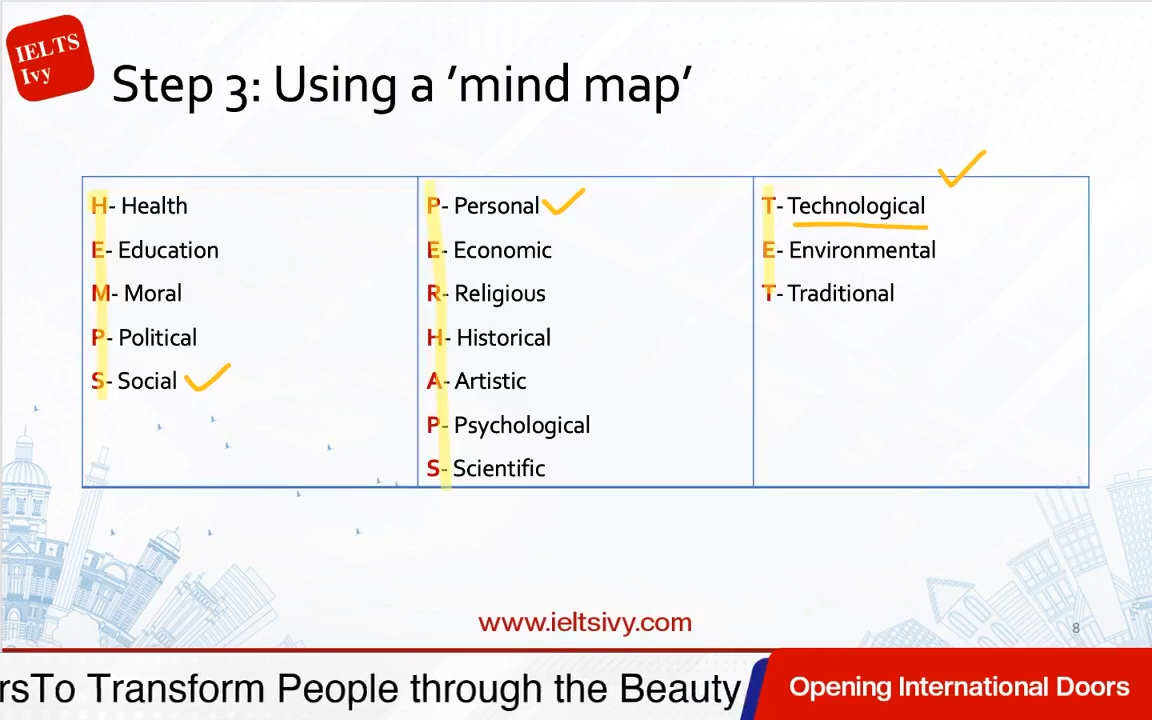 IELTS
Ivy
Step 3: Using a ’mind map’
H- Health
E- Education
M- Moral
P- Political
S- Social
P- Personal
E- Economic
R- Religious
H- Historical
A- Artistic
P- Psychological
S- Scientific
T- Technological
E- Environmental
T- Traditional
www.ieltsivy.com
8
rsTo Transform People through the Beauty
Opening International Doors